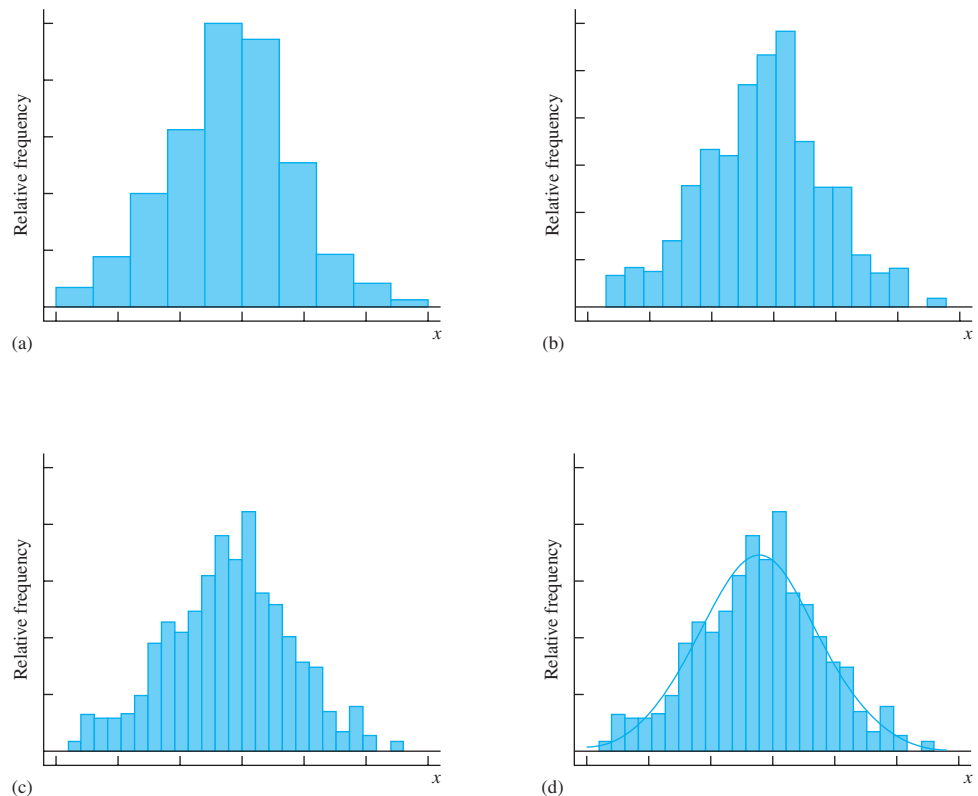 Relative frequency
x
(a)
Relative frequency
x
(b)
Relative frequency
x
(c)
Relative frequency
x
(d)